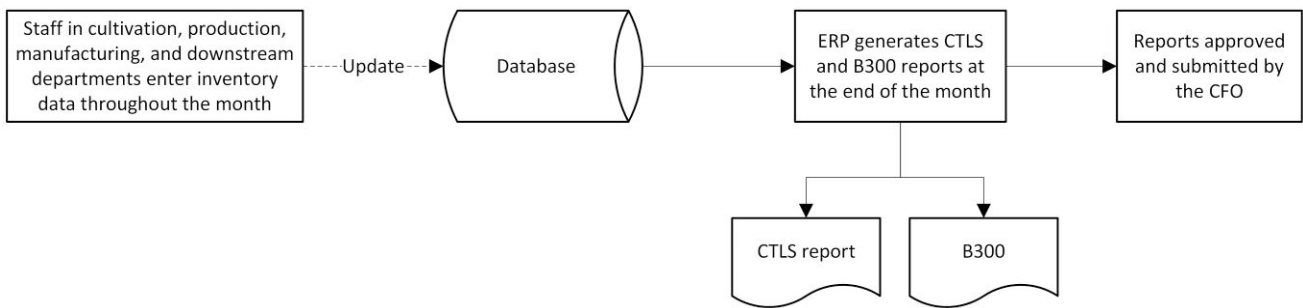 Staff in cultivation, production,
manufacturing, and downstream
departments enter inventory
data throughout the month
Update
Database
ERP generates CTLS
and B300 reports at
the end of the month
Reports approved
and submitted by
the CFO
CTLS report
B300